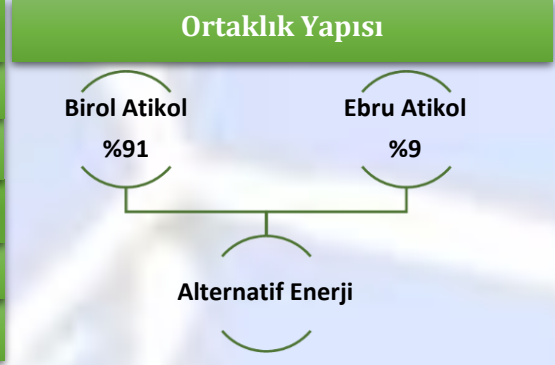 Ortaklık Yapısı
Birol Atikol
%91
Ebru Atikol
%9
Alternatif Enerji